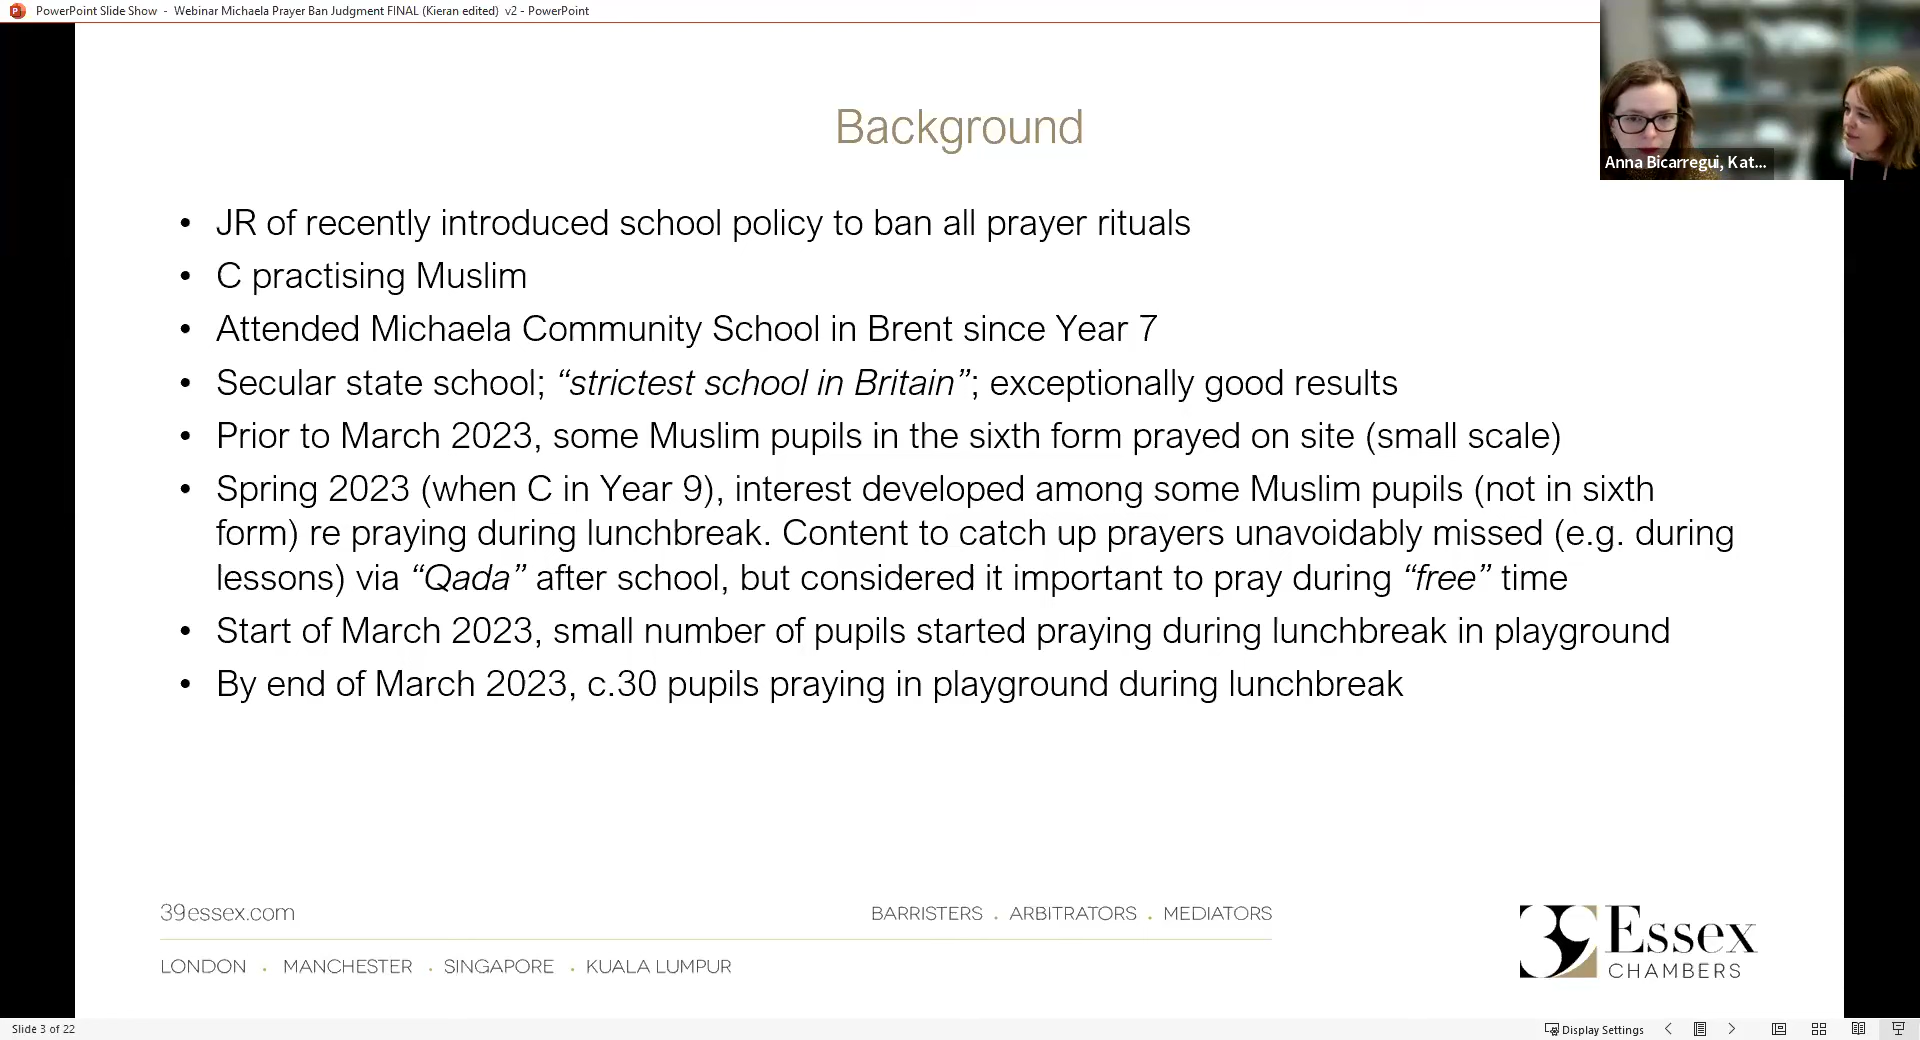 PowerPoint Slide Show - Webinar Michaela Prayer Ban Judgment FINAL (Kieran edited) v2 - PowerPoint
Anna Bicarregui, Kat...
Background
• JR of recently introduced school policy to ban all prayer rituals
• C practising Muslim
• Attended Michaela Community School in Brent since Year 7
• Secular state school; “strictest school in Britain”; exceptionally good results
• Prior to March 2023, some Muslim pupils in the sixth form prayed on site (small scale)
• Spring 2023 (when C in Year 9), interest developed among some Muslim pupils (not in sixth
form) re praying during lunchbreak. Content to catch up prayers unavoidably missed (e.g. during
lessons) via “Qada” after school, but considered it important to pray during “free” time
• Start of March 2023, small number of pupils started praying during lunchbreak in playground
• By end of March 2023, c.30 pupils praying in playground during lunchbreak
39essex.com
BARRISTERS . ARBITRATORS . MEDIATORS
LONDON . MANCHESTER . SINGAPORE . KUALA LUMPUR
39 Essex
CHAMBERS
Slide 3 of 22
Display Settings